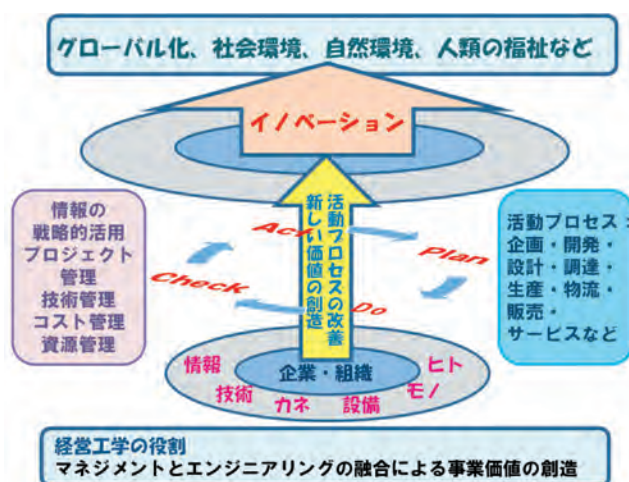 グローバル化、社会環境、自然環境、人類の福祉など
イノベーション
情報の
戦略的活用
プロジェクト
管理
技術管理
コスト管理
資源管理
Act
Plan
Check
Do
活動プロセスの改善
新しい価値の創造
活動プロセス：
企画・開発・
設計・調達・
生産・物流・
販売・
サービスなど
企業・組織
情報
技術
カネ
設備
モノ
ヒト
経営工学の役割
マネジメントとエンジニアリングの融合による事業価値の創造